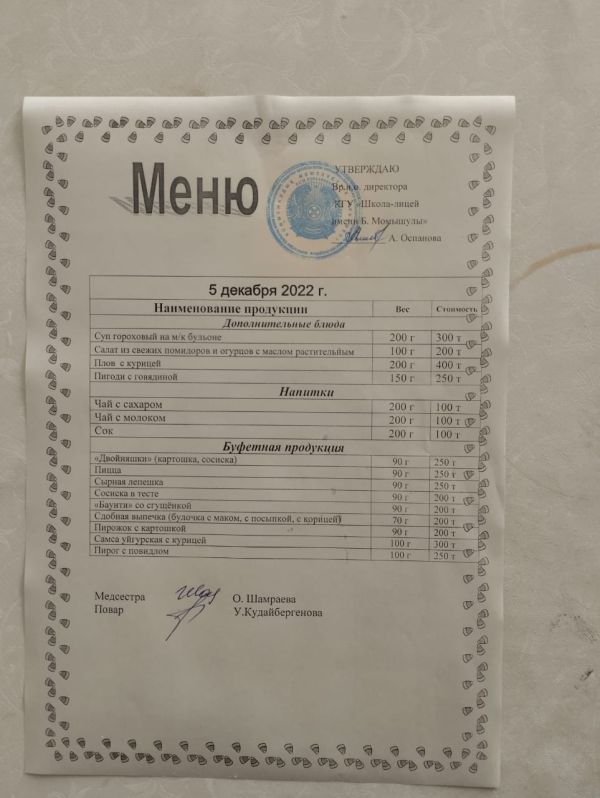 Меню
УТВЕРЖДАЮ
Вр.и.о. директора
КГУ «Школа-лицей
имени Б. Момышулы»
А. Оспанова
5 декабря 2022 г.
Наименование продукции Вес Стоимость
Дополнительные блюда
Суп гороховый на м/к бульоне 200 г 300 т
Салат из свежих помидоров и огурцов с маслом растительным 100 г 200 т
Плов с курицей 200 г 400 т
Пигоди с говядиной 150 г 250 т
Напитки
Чай с сахаром 200 г 100 т
Чай с молоком 200 г 100 т
Сок 200 г 100 т
Буфетная продукция
«Двойняшки» (картошка, сосиска) 90 г 250 т
Пицца 90 г 250 т
Сырная лепешка 90 г 250 т
Сосиска в тесте 90 г 200 т
«Баунти» со сгущёнкой 90 г 200 т
Сдобная выпечка (булочка с маком, с посыпкой, с корицей) 70 г 200 т
Пирожок с картошкой 90 г 200 т
Самса уйгурская с курицей 100 г 300 т
Пирог с повидлом 100 г 250 т
Медсестра О. Шамраева
Повар У.Кудайбергенова